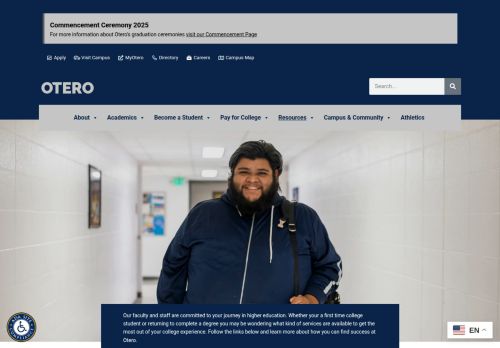 Commencement Ceremony 2025
For more information about Otero's graduation ceremonies visit our Commencement Page
Apply Visit Campus MyOtero Directory Careers Campus Map
OTERO
Search...
About Academics Become a Student Pay for College Resources Campus & Community Athletics
Our faculty and staff are committed to your journey in higher education. Whether your a first time college
student or returning to complete a degree you may be wondering what kind of services are available to get the
most out of your college experience. Follow the links below and learn more about how you can find success at
Otero.
EN